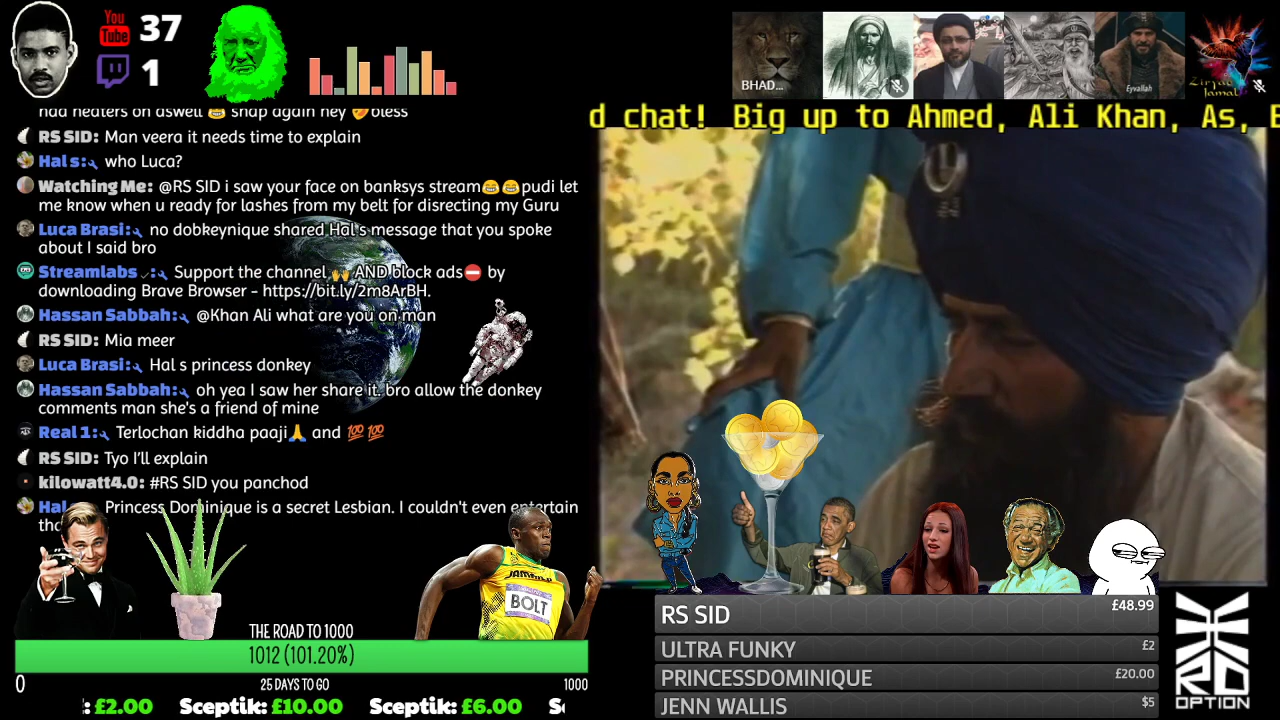 You
Tube 37
1
BHAD...
Eyvallah
Ziryab
Jamal
d chat! Big up to Ahmed, Ali Khan, As, E
had heaters on aswell 😂 snap again hey 🧡bless
RS SID: Man veera it needs time to explain
Hal s: who Luca?
Watching Me: @RS SID i saw your face on banksys stream😂😂pudi let
me know when u ready for lashes from my belt for disrecting my Guru
Luca Brasi: no dobkeynique shared Hal s message that you spoke
about I said bro
Streamlabs ✓: Support the channel 🙌 AND block ads⛔ by
downloading Brave Browser - https://bit.ly/2m8ArBH.
Hassan Sabbah: @Khan Ali what are you on man
RS SID: Mia meer
Luca Brasi: Hal s princess donkey
Hassan Sabbah: oh yea I saw her share it. bro allow the donkey
comments man she's a friend of mine
Real 1: Terlochan kiddha paaji🙏 and 💯💯
RS SID: Tyo I'll explain
kilowatt4.0: #RS SID you panchod
Hal Princess Dominique is a secret Lesbian. I couldn't even entertain
JAMAICA
BOLT
THE ROAD TO 1000
1012 (101.20%)
0 25 DAYS TO GO 1000
: £2.00 Sceptik: £10.00 Sceptik: £6.00 Sc
RS SID £48.99
ULTRA FUNKY £2
PRINCESSDOMINIQUE £20.00
JENN WALLIS $5
RD
OPTION